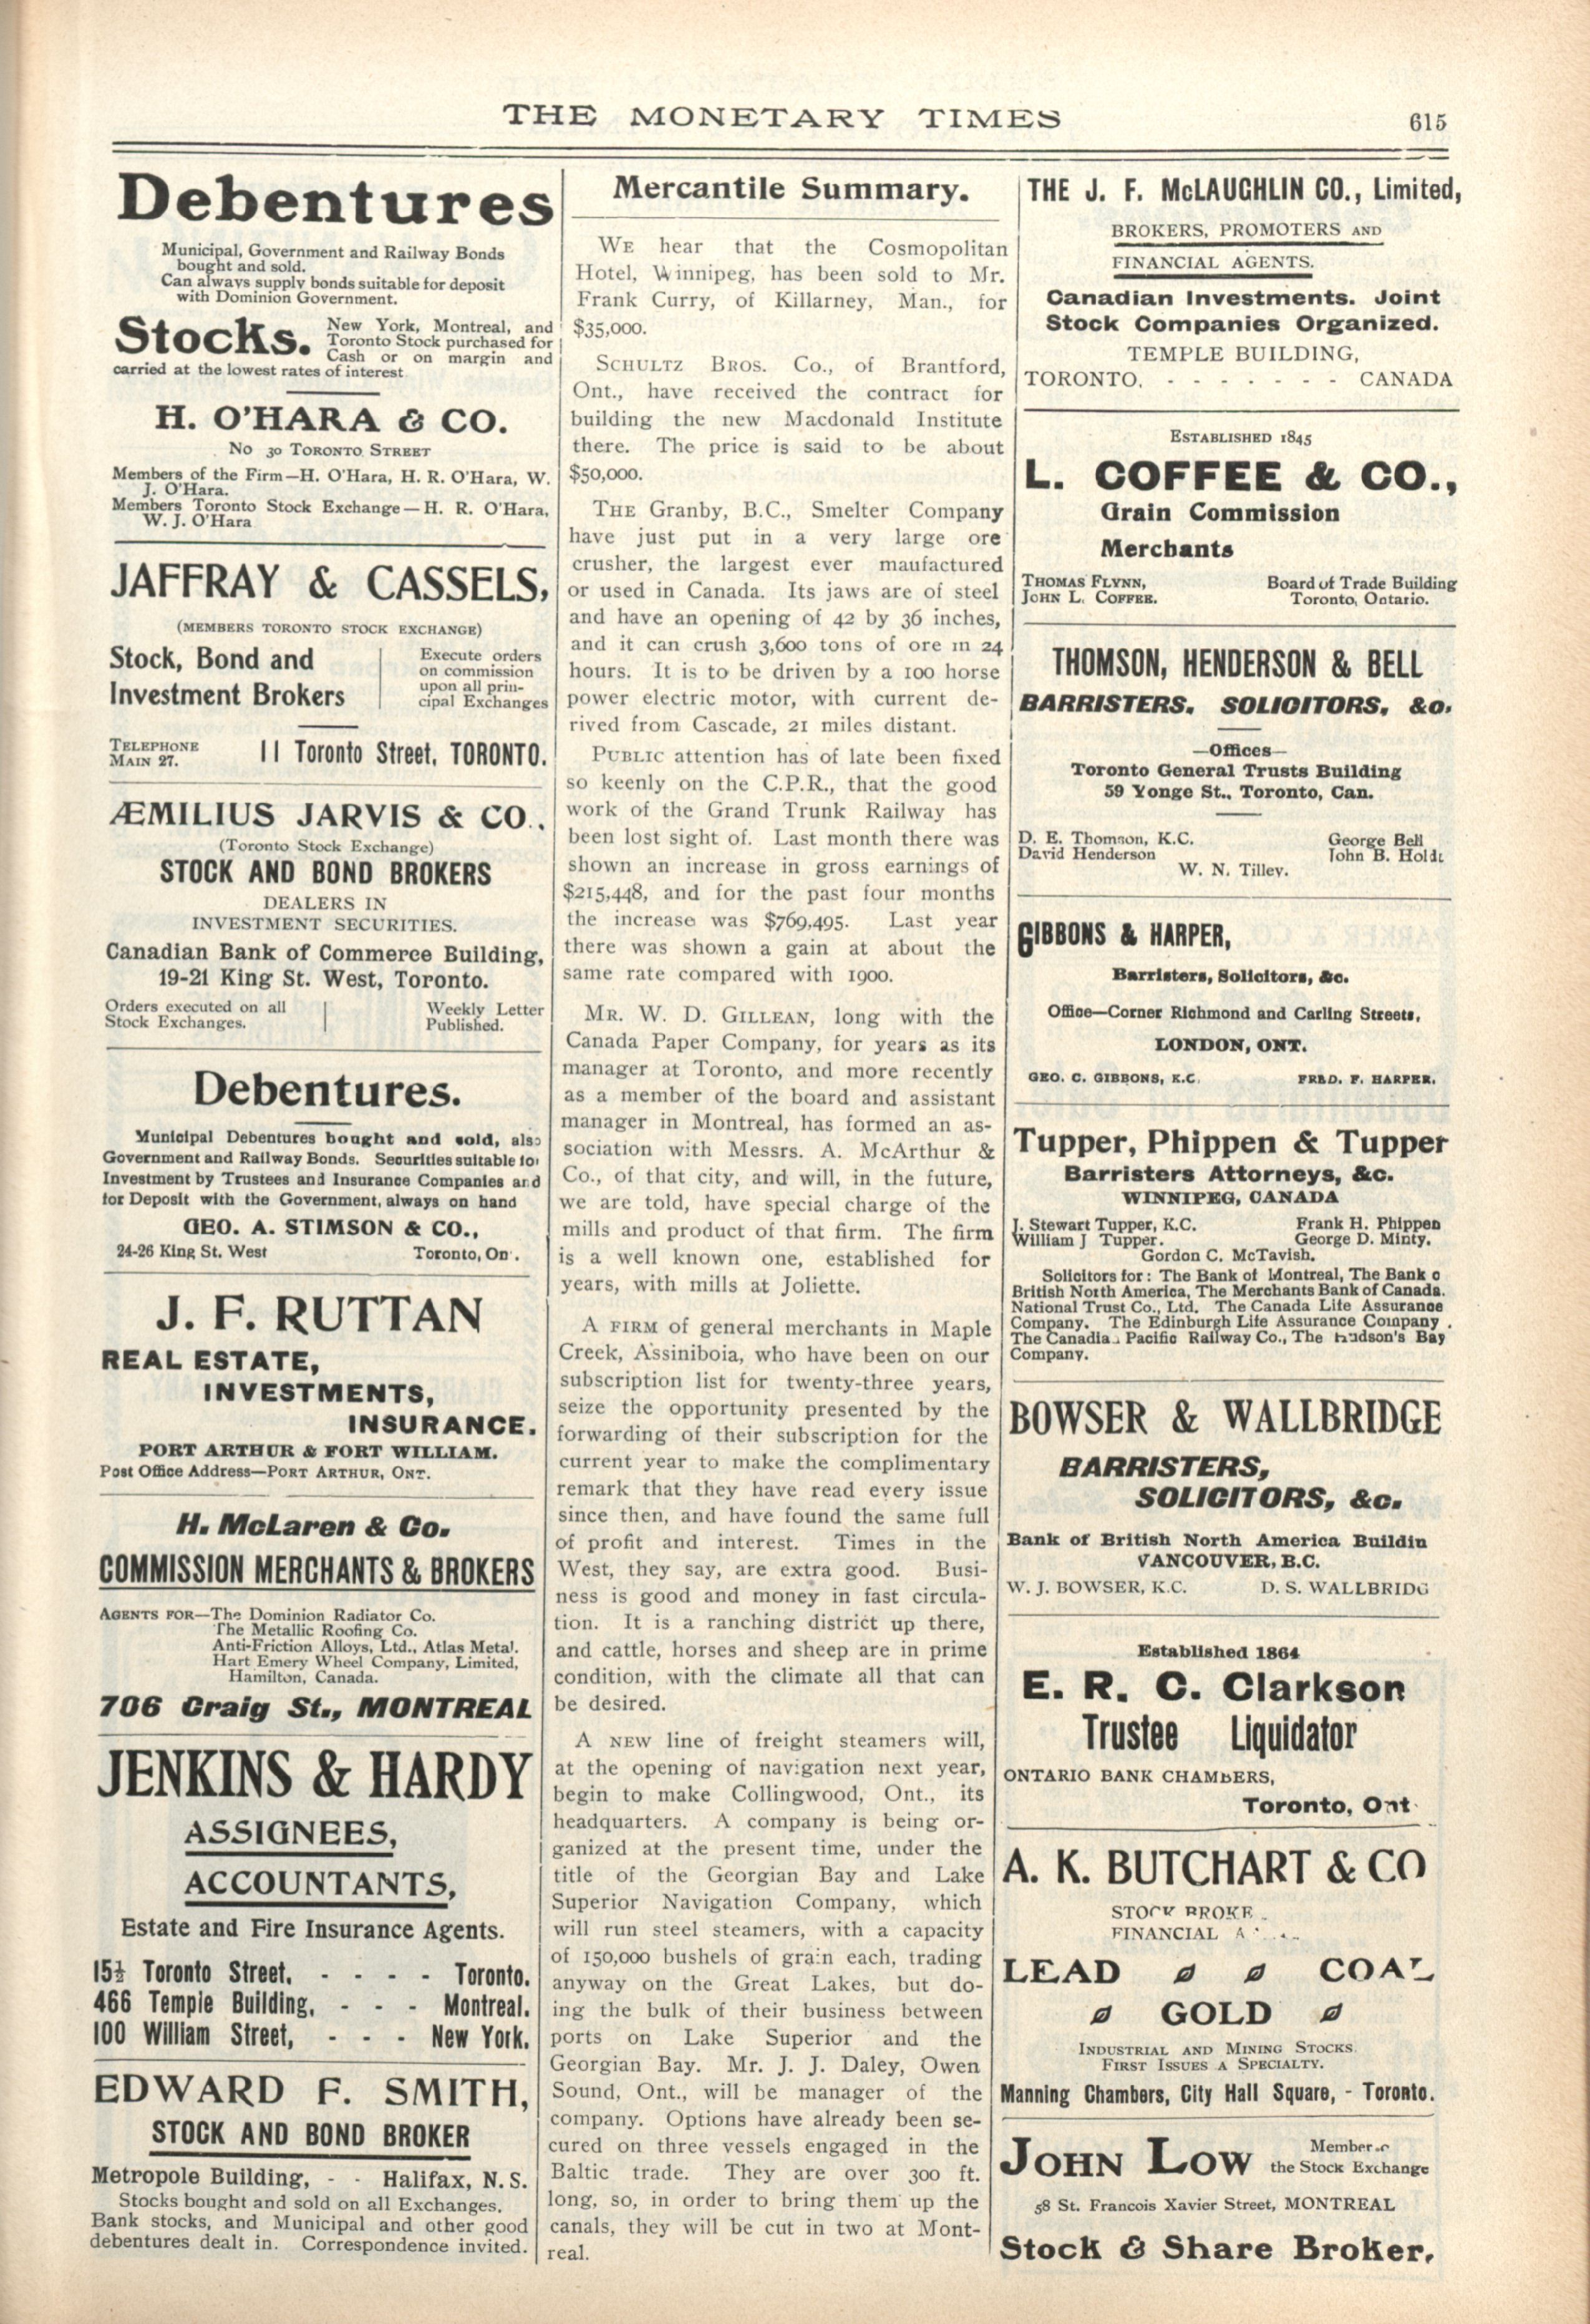 THE MONETARY TIMES
615
Debentures
Municipal, Government and Railway Bonds
bought and sold.
Can always supply bonds suitable for deposit
with Dominion Government.
Stocks.
New York, Montreal, and
Toronto Stock purchased for
Cash or on margin and
carried at the lowest rates of interest
H. O'HARA & CO.
No 30 TORONTO STREET
Members of the Firm—H. O'Hara, H. R. O'Hara, W.
J. O'Hara.
Members Toronto Stock Exchange—H. R. O'Hara,
W. J. O'Hara
JAFFRAY & CASSELS,
(MEMBERS TORONTO STOCK EXCHANGE)
Stock, Bond and
Investment Brokers
Execute orders
on commission
upon all prin-
cipal Exchanges
TELEPHONE
MAIN 27.
11 Toronto Street, TORONTO.
ÆMILIUS JARVIS & CO.,
(Toronto Stock Exchange)
STOCK AND BOND BROKERS
DEALERS IN
INVESTMENT SECURITIES.
Canadian Bank of Commerce Building,
19-21 King St. West, Toronto.
Orders executed on all
Stock Exchanges.
Weekly Letter
Published.
Debentures.
Municipal Debentures bought and sold, also
Government and Railway Bonds. Securities suitable for
Investment by Trustees and Insurance Companies and
for Deposit with the Government, always on hand
GEO. A. STIMSON & CO.,
24-26 King St. West Toronto, On.
J. F. RUTTAN
REAL ESTATE,
INVESTMENTS,
INSURANCE.
PORT ARTHUR & FORT WILLIAM.
Post Office Address—PORT ARTHUR, ONT.
H. McLaren & Co.
COMMISSION MERCHANTS & BROKERS
AGENTS FOR—The Dominion Radiator Co.
The Metallic Roofing Co.
Anti-Friction Alloys, Ltd., Atlas Metal.
Hart Emery Wheel Company, Limited,
Hamilton, Canada.
706 Craig St., MONTREAL
JENKINS & HARDY
ASSIGNEES,
ACCOUNTANTS,
Estate and Fire Insurance Agents.
15½ Toronto Street, - - - - Toronto.
466 Temple Building, - - - Montreal.
100 William Street, - - - New York.
EDWARD F. SMITH,
STOCK AND BOND BROKER
Metropole Building, - - Halifax, N. S.
Stocks bought and sold on all Exchanges.
Bank stocks, and Municipal and other good
debentures dealt in. Correspondence invited.
Mercantile Summary.
WE hear that the Cosmopolitan
Hotel, Winnipeg, has been sold to Mr.
Frank Curry, of Killarney, Man., for
$35,000.
SCHULTZ BROS. Co., of Brantford,
Ont., have received the contract for
building the new Macdonald Institute
there. The price is said to be about
$50,000.
THE Granby, B.C., Smelter Company
have just put in a very large ore
crusher, the largest ever maufactured
or used in Canada. Its jaws are of steel
and have an opening of 42 by 36 inches,
and it can crush 3,600 tons of ore in 24
hours. It is to be driven by a 100 horse
power electric motor, with current de-
rived from Cascade, 21 miles distant.
PUBLIC attention has of late been fixed
so keenly on the C.P.R., that the good
work of the Grand Trunk Railway has
been lost sight of. Last month there was
shown an increase in gross earnings of
$215,448, and for the past four months
the increase was $769,495. Last year
there was shown a gain at about the
same rate compared with 1900.
MR. W. D. GILLEAN, long with the
Canada Paper Company, for years as its
manager at Toronto, and more recently
as a member of the board and assistant
manager in Montreal, has formed an as-
sociation with Messrs. A. McArthur &
Co., of that city, and will, in the future,
we are told, have special charge of the
mills and product of that firm. The firm
is a well known one, established for
years, with mills at Joliette.
A FIRM of general merchants in Maple
Creek, Assiniboia, who have been on our
subscription list for twenty-three years,
seize the opportunity presented by the
forwarding of their subscription for the
current year to make the complimentary
remark that they have read every issue
since then, and have found the same full
of profit and interest. Times in the
West, they say, are extra good. Busi-
ness is good and money in fast circula-
tion. It is a ranching district up there,
and cattle, horses and sheep are in prime
condition, with the climate all that can
be desired.
A NEW line of freight steamers will,
at the opening of navigation next year,
begin to make Collingwood, Ont., its
headquarters. A company is being or-
ganized at the present time, under the
title of the Georgian Bay and Lake
Superior Navigation Company, which
will run steel steamers, with a capacity
of 150,000 bushels of grain each, trading
anyway on the Great Lakes, but do-
ing the bulk of their business between
ports on Lake Superior and the
Georgian Bay. Mr. J. J. Daley, Owen
Sound, Ont., will be manager of the
company. Options have already been se-
cured on three vessels engaged in the
Baltic trade. They are over 300 ft.
long, so, in order to bring them up the
canals, they will be cut in two at Mont-
real.
THE J. F. McLAUGHLIN CO., Limited,
BROKERS, PROMOTERS AND
FINANCIAL AGENTS.
Canadian Investments. Joint
Stock Companies Organized.
TEMPLE BUILDING,
TORONTO. - - - - - - - CANADA
ESTABLISHED 1845
L. COFFEE & CO.,
Grain Commission
Merchants
THOMAS FLYNN,
JOHN L. COFFEE.
Board of Trade Building
Toronto, Ontario.
THOMSON, HENDERSON & BELL
BARRISTERS, SOLICITORS, &c.
—Offices—
Toronto General Trusts Building
59 Yonge St., Toronto, Can.
D. E. Thomson, K.C.
David Henderson
George Bell
John B. Holde
W. N. Tilley.
GIBBONS & HARPER,
Barristers, Solicitors, &c.
Office—Corner Richmond and Carling Streets,
LONDON, ONT.
GEO. C. GIBBONS, K.C. FRED. F. HARPER.
Tupper, Phippen & Tupper
Barristers Attorneys, &c.
WINNIPEG, CANADA
J. Stewart Tupper, K.C. Frank H. Phippen
William J Tupper. George D. Minty.
Gordon C. McTavish.
Solicitors for: The Bank of Montreal, The Bank o
British North America, The Merchants Bank of Canada.
National Trust Co., Ltd. The Canada Life Assurance
Company. The Edinburgh Life Assurance Company.
The Canadia. Pacific Railway Co., The Hudson's Bay
Company.
BOWSER & WALLBRIDGE
BARRISTERS,
SOLICITORS, &c.
Bank of British North America Buildin
VANCOUVER, B.C.
W. J. BOWSER, K.C. D. S. WALLBRIDG
Established 1864
E. R. C. Clarkson
Trustee Liquidator
ONTARIO BANK CHAMBERS,
Toronto, Ont.
A. K. BUTCHART & CO
STOCK BROKE
FINANCIAL A
LEAD COAL
GOLD
INDUSTRIAL AND MINING STOCKS.
FIRST ISSUES A SPECIALTY.
Manning Chambers, City Hall Square, - Toronto.
JOHN LOW
Member
the Stock Exchange
58 St. Francois Xavier Street, MONTREAL
Stock & Share Broker,